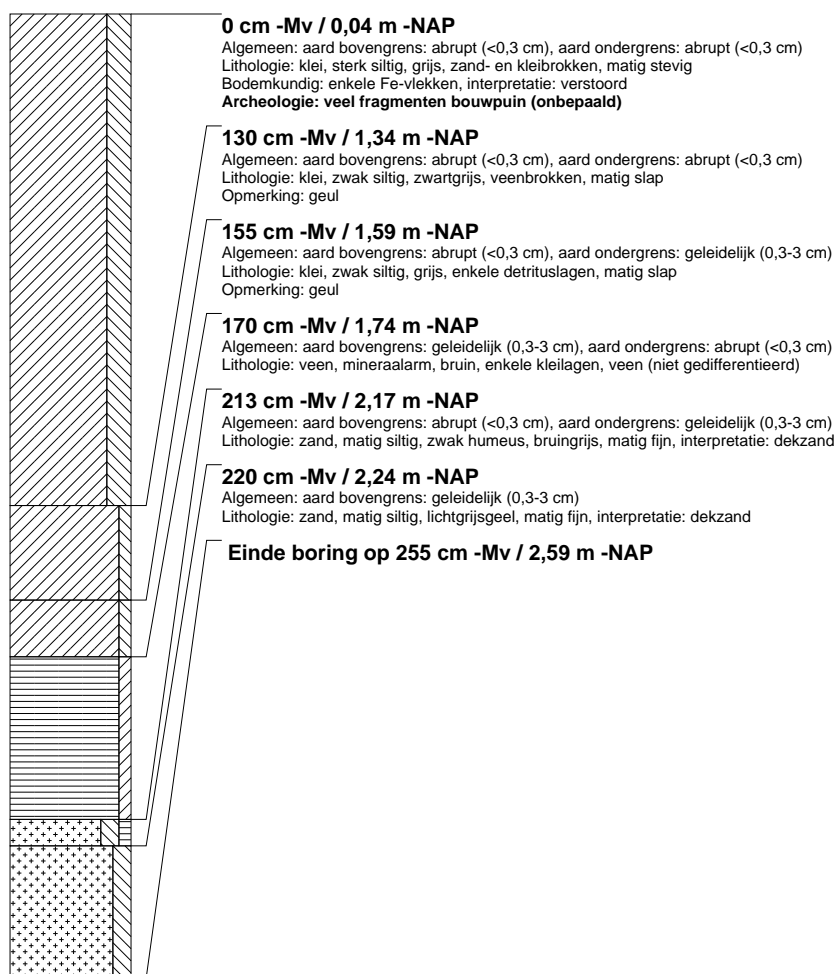 0 cm -Mv / 0,04 m -NAP
Algemeen: aard bovengrens: abrupt (<0,3 cm), aard ondergrens: abrupt (<0,3 cm)
Lithologie: klei, sterk siltig, grijs, zand- en kleibrokken, matig stevig
Bodemkundig: enkele Fe-vlekken, interpretatie: verstoord
Archeologie: veel fragmenten bouwpuin (onbepaald)
130 cm -Mv / 1,34 m -NAP
Algemeen: aard bovengrens: abrupt (<0,3 cm), aard ondergrens: abrupt (<0,3 cm)
Lithologie: klei, zwak siltig, zwartgrijs, veenbrokken, matig slap
Opmerking: geul
155 cm -Mv / 1,59 m -NAP
Algemeen: aard bovengrens: abrupt (<0,3 cm), aard ondergrens: geleidelijk (0,3-3 cm)
Lithologie: klei, zwak siltig, grijs, enkele detrituslagen, matig slap
Opmerking: geul
170 cm -Mv / 1,74 m -NAP
Algemeen: aard bovengrens: geleidelijk (0,3-3 cm), aard ondergrens: abrupt (<0,3 cm)
Lithologie: veen, mineraalarm, bruin, enkele kleilagen, veen (niet gedifferentieerd)
213 cm -Mv / 2,17 m -NAP
Algemeen: aard bovengrens: abrupt (<0,3 cm), aard ondergrens: geleidelijk (0,3-3 cm)
Lithologie: zand, matig siltig, zwak humeus, bruingrijs, matig fijn, interpretatie: dekzand
220 cm -Mv / 2,24 m -NAP
Algemeen: aard bovengrens: geleidelijk (0,3-3 cm)
Lithologie: zand, matig siltig, lichtgrijsgeel, matig fijn, interpretatie: dekzand
Einde boring op 255 cm -Mv / 2,59 m -NAP